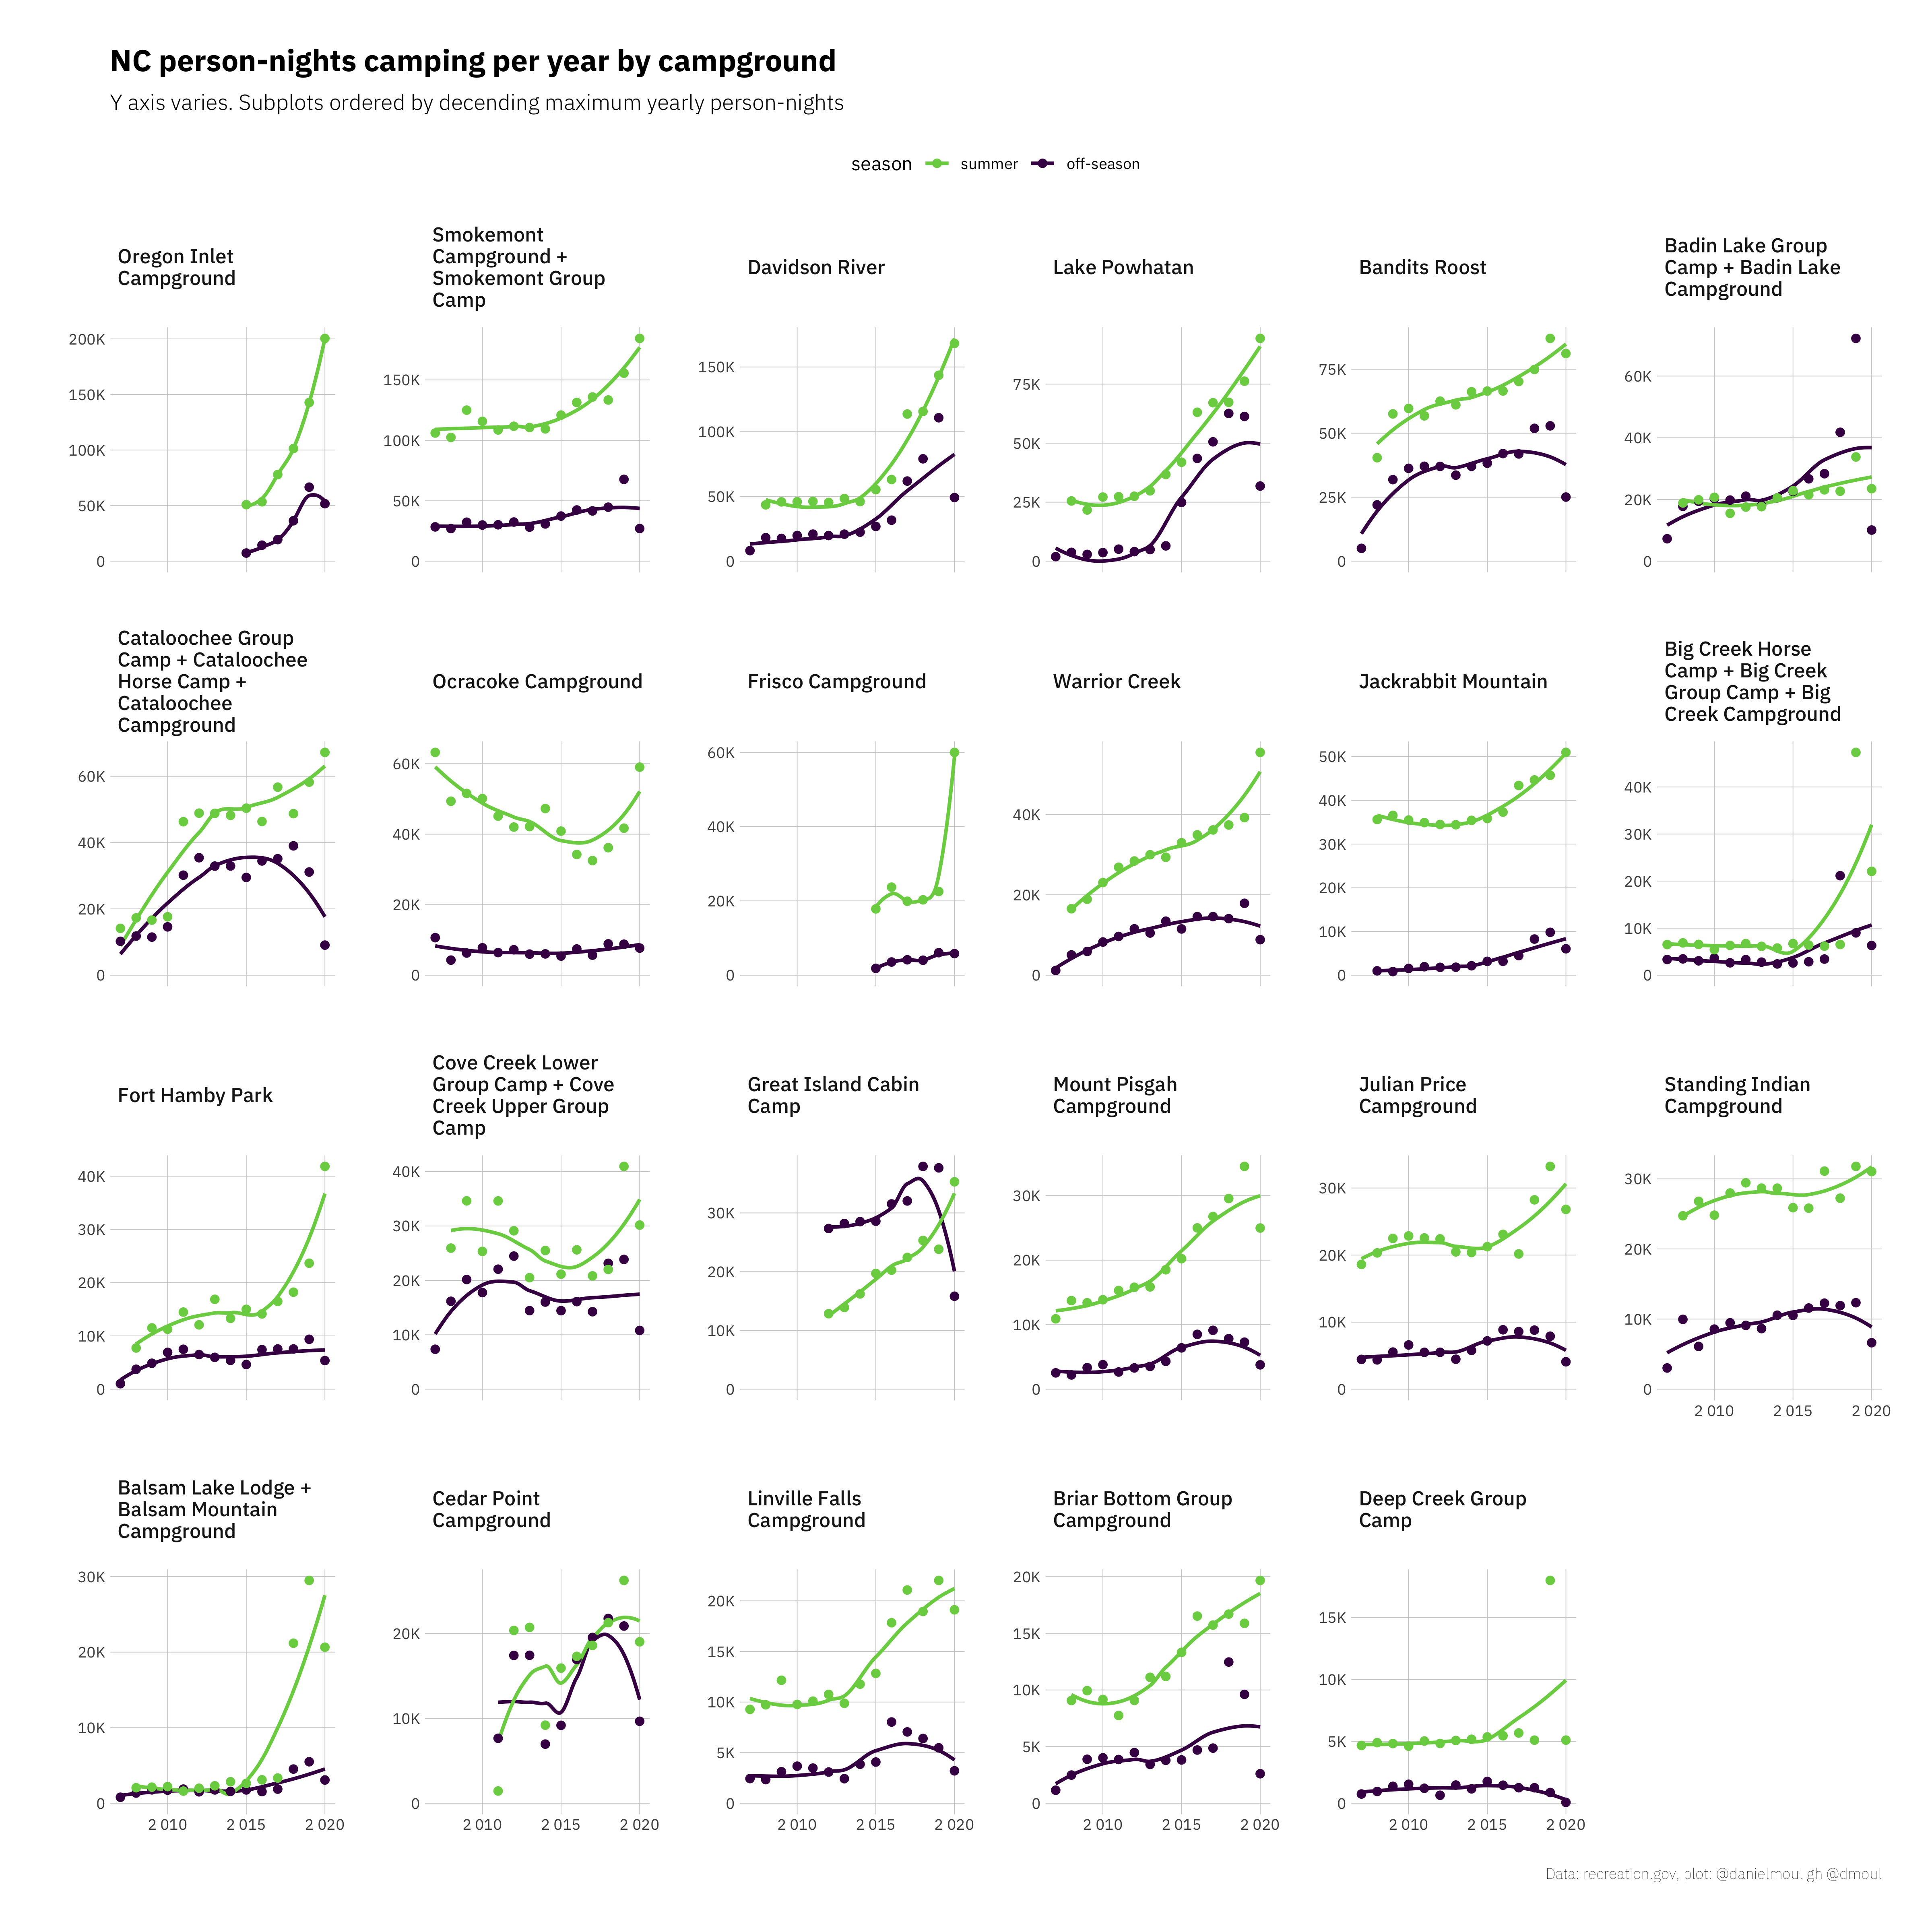 NC person-nights camping per year by campground
Y axis varies. Subplots ordered by decending maximum yearly person-nights
season summer off-season
Oregon Inlet
Campground
200K
150K
100K
50K
0
Smokemont
Campground +
Smokemont Group
Camp
150K
100K
50K
0
Davidson River
150K
100K
50K
0
Lake Powhatan
75K
50K
25K
0
Bandits Roost
75K
50K
25K
0
Badin Lake Group
Camp + Badin Lake
Campground
60K
40K
20K
0
Cataloochee Group
Camp + Cataloochee
Horse Camp +
Cataloochee
Campground
60K
40K
20K
0
Ocracoke Campground
60K
40K
20K
0
Frisco Campground
60K
40K
20K
0
Warrior Creek
40K
20K
0
Jackrabbit Mountain
50K
40K
30K
20K
10K
0
Big Creek Horse
Camp + Big Creek
Group Camp + Big
Creek Campground
40K
30K
20K
10K
0
Fort Hamby Park
40K
30K
20K
10K
0
Cove Creek Lower
Group Camp + Cove
Creek Upper Group
Camp
40K
30K
20K
10K
0
Great Island Cabin
Camp
30K
20K
10K
0
Mount Pisgah
Campground
30K
20K
10K
0
Julian Price
Campground
30K
20K
10K
0
Standing Indian
Campground
30K
20K
10K
0
2 010 2 015 2 020
Balsam Lake Lodge +
Balsam Mountain
Campground
30K
20K
10K
0
2 010 2 015 2 020
Cedar Point
Campground
20K
10K
0
2 010 2 015 2 020
Linville Falls
Campground
20K
15K
10K
5K
0
2 010 2 015 2 020
Briar Bottom Group
Campground
20K
15K
10K
5K
0
2 010 2 015 2 020
Deep Creek Group
Camp
15K
10K
5K
0
2 010 2 015 2 020
Data: recreation.gov, plot: @danielmoul gh @dmoul